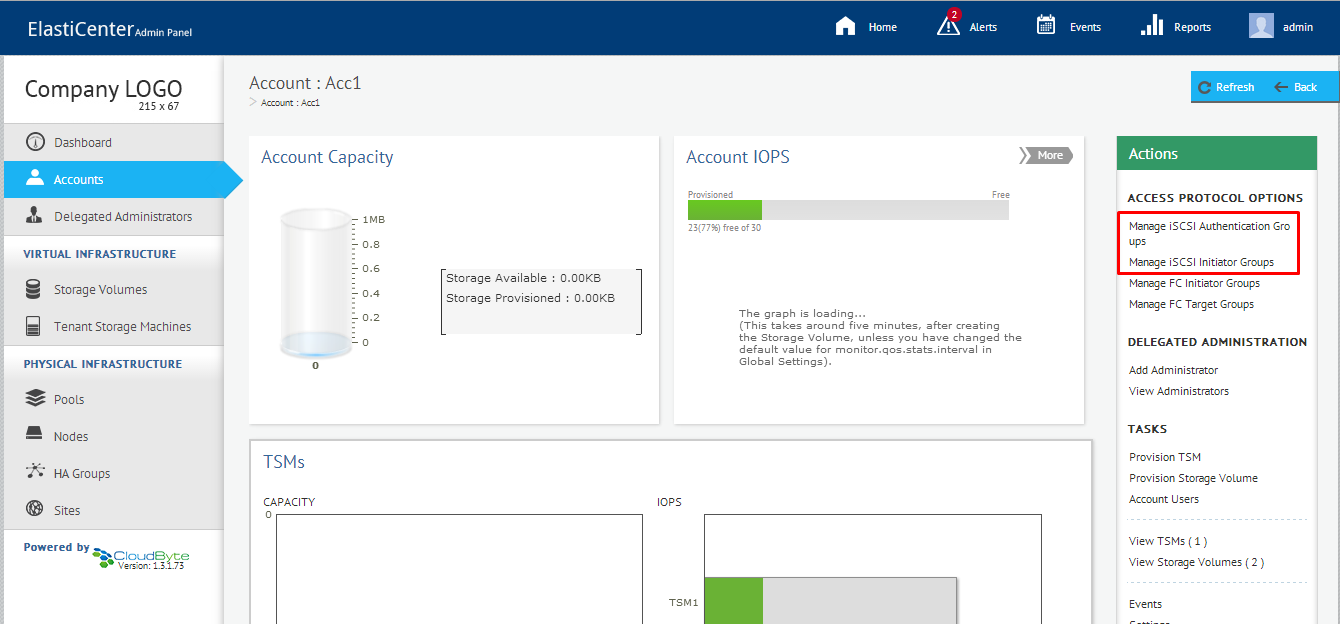 ElastiCenter Admin Panel
Home
2
Alerts
Events
Reports
admin
Company LOGO
215 x 67
Dashboard
Accounts
Delegated Administrators
VIRTUAL INFRASTRUCTURE
Storage Volumes
Tenant Storage Machines
PHYSICAL INFRASTRUCTURE
Pools
Nodes
HA Groups
Sites
Powered by CloudByte
Version: 1.3.1.73
Account : Acc1
Account : Acc1
Refresh
Back
Account Capacity
1MB
0.8
0.6
0.4
0.2
0
0
Storage Available : 0.00KB
Storage Provisioned : 0.00KB
Account IOPS
More
Provisioned
Free
23(77%) free of 30
The graph is loading...
(This takes around five minutes, after creating
the Storage Volume, unless you have changed the
default value for monitor.qos.stats.interval in
Global Settings).
TSMs
CAPACITY
0
IOPS
TSM1
Actions
ACCESS PROTOCOL OPTIONS
Manage iSCSI Authentication Gro
ups
Manage iSCSI Initiator Groups
Manage FC Initiator Groups
Manage FC Target Groups
DELEGATED ADMINISTRATION
Add Administrator
View Administrators
TASKS
Provision TSM
Provision Storage Volume
Account Users
View TSMs ( 1 )
View Storage Volumes ( 2 )
Events
Settings